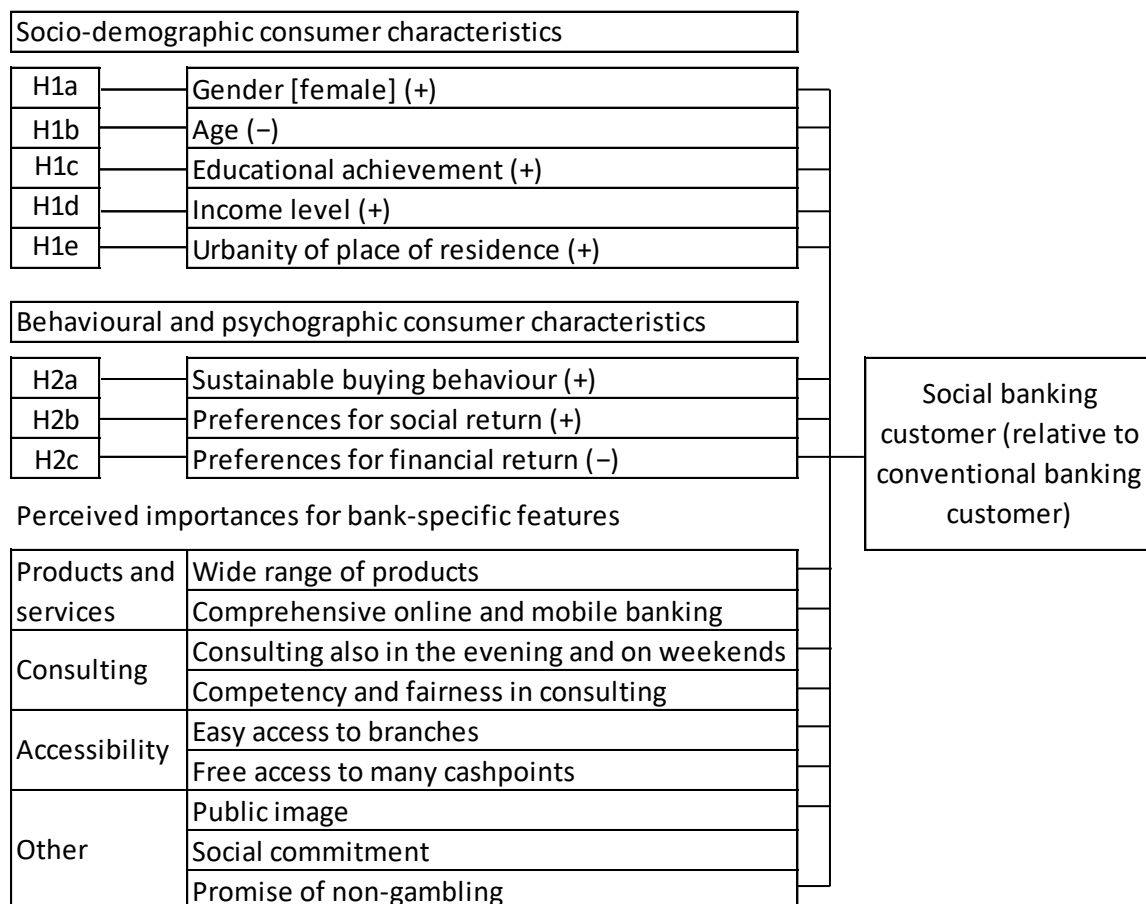 Socio-demographic consumer characteristics
H1a Gender [female] (+)
H1b Age (−)
H1c Educational achievement (+)
H1d Income level (+)
H1e Urbanity of place of residence (+)
Behavioural and psychographic consumer characteristics
H2a Sustainable buying behaviour (+)
H2b Preferences for social return (+)
H2c Preferences for financial return (−)
Social banking
customer (relative to
conventional banking
customer)
Perceived importances for bank-specific features
Products and
services
Wide range of products
Comprehensive online and mobile banking
Consulting
Consulting also in the evening and on weekends
Competency and fairness in consulting
Accessibility
Easy access to branches
Free access to many cashpoints
Other
Public image
Social commitment
Promise of non-gambling